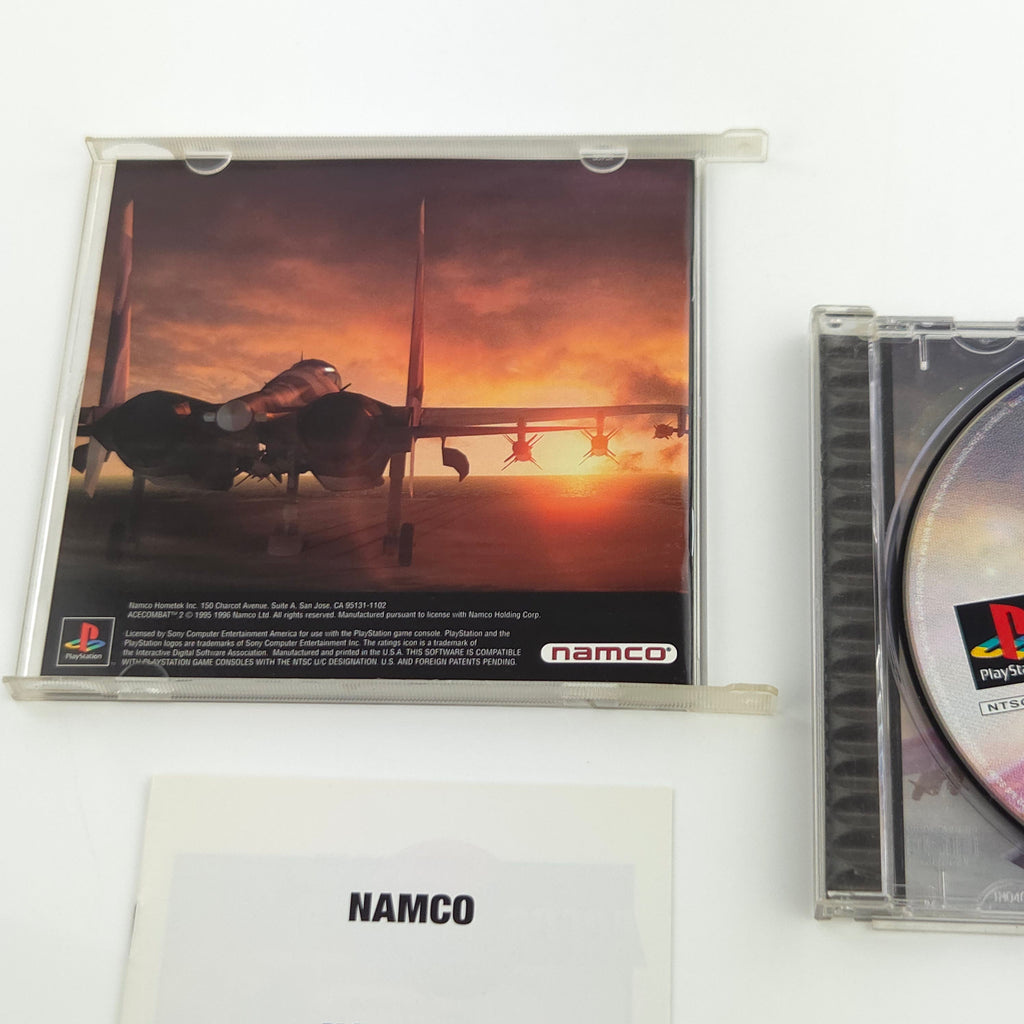 Namco Hometek Inc. 150 Charcot Avenue, Suite A, San Jose, CA 95131-1102
ACECOMBAT™ 2 © 1995 1996 Namco Ltd. All rights reserved. Manufactured pursuant to license with Namco Holding Corp.
Licensed by Sony Computer Entertainment America for use with the PlayStation game console. PlayStation and the
PlayStation logos are trademarks of Sony Computer Entertainment Inc. The ratings icon is a trademark of
the Interactive Digital Software Association. Manufactured and printed in the U.S.A. THIS SOFTWARE IS COMPATIBLE
WITH PLAYSTATION GAME CONSOLES WITH THE NTSC U/C DESIGNATION. U.S. AND FOREIGN PATENTS PENDING.
PlayStation
namco®
NAMCO